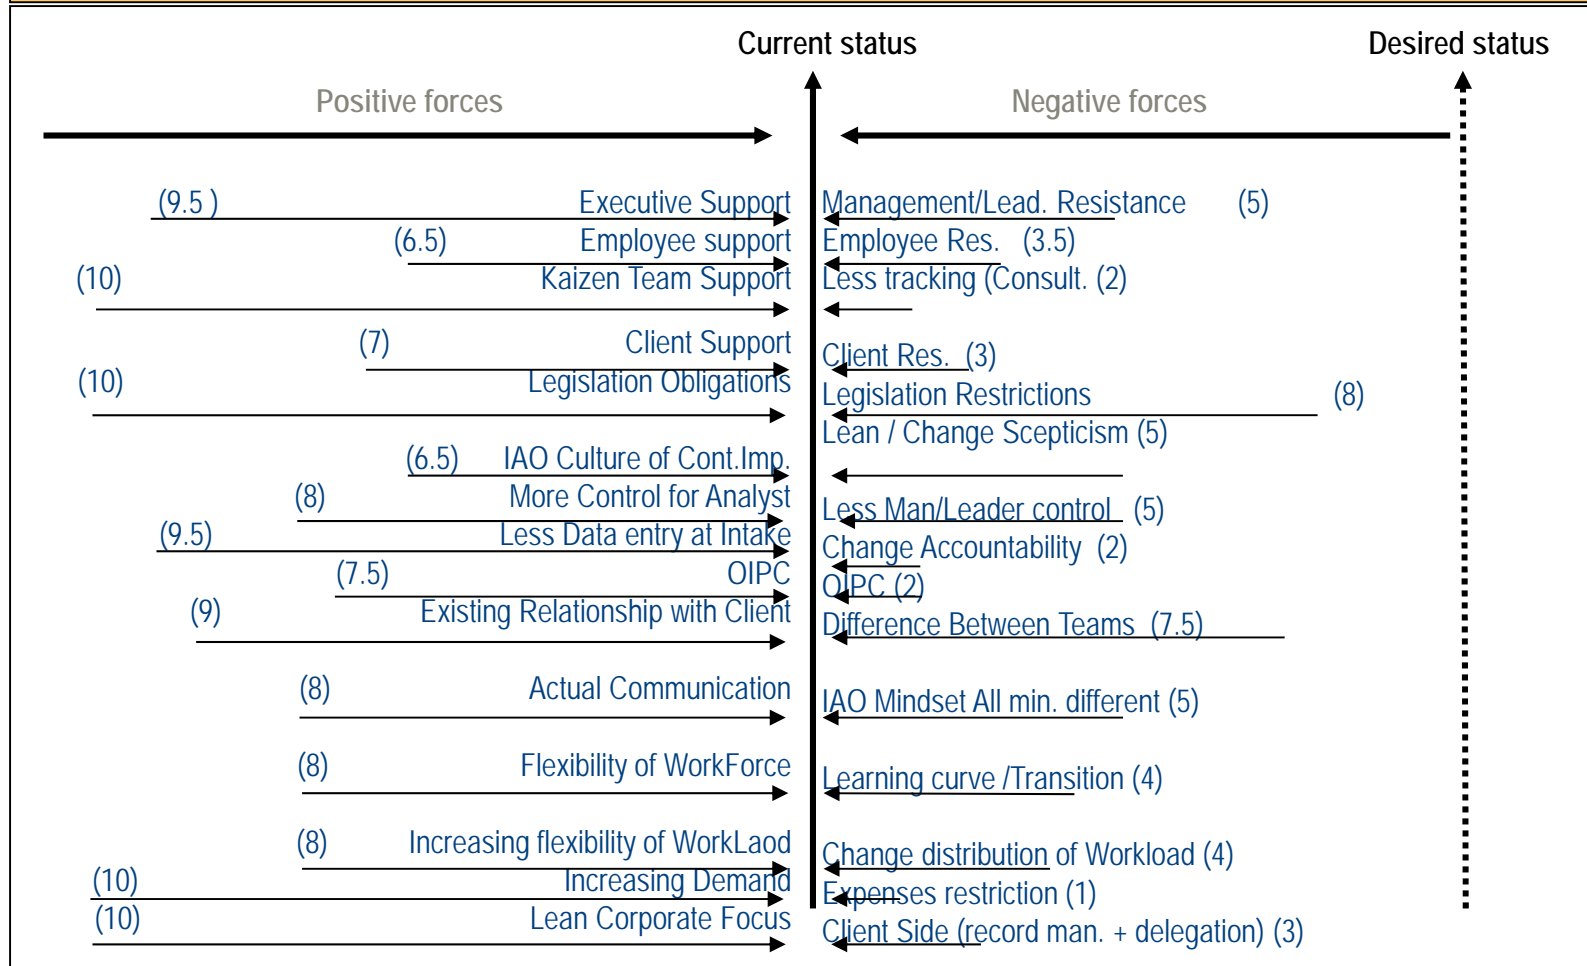 Current status
Desired status
Positive forces
Negative forces
(9.5 ) Executive Support
Management/Lead. Resistance (5)
(6.5) Employee support
Employee Res. (3.5)
(10) Kaizen Team Support
Less tracking (Consult. (2)
(7) Client Support
Client Res. (3)
(10) Legislation Obligations
Legislation Restrictions (8)
Lean / Change Scepticism (5)
(6.5) IAO Culture of Cont.Imp.
(8) More Control for Analyst
Less Man/Leader control (5)
(9.5) Less Data entry at Intake
Change Accountability (2)
(7.5) OIPC
OIPC (2)
(9) Existing Relationship with Client
Difference Between Teams (7.5)
(8) Actual Communication
IAO Mindset All min. different (5)
(8) Flexibility of WorkForce
Learning curve /Transition (4)
(8) Increasing flexibility of WorkLaod
Change distribution of Workload (4)
(10) Increasing Demand
Expenses restriction (1)
(10) Lean Corporate Focus
Client Side (record man. + delegation) (3)